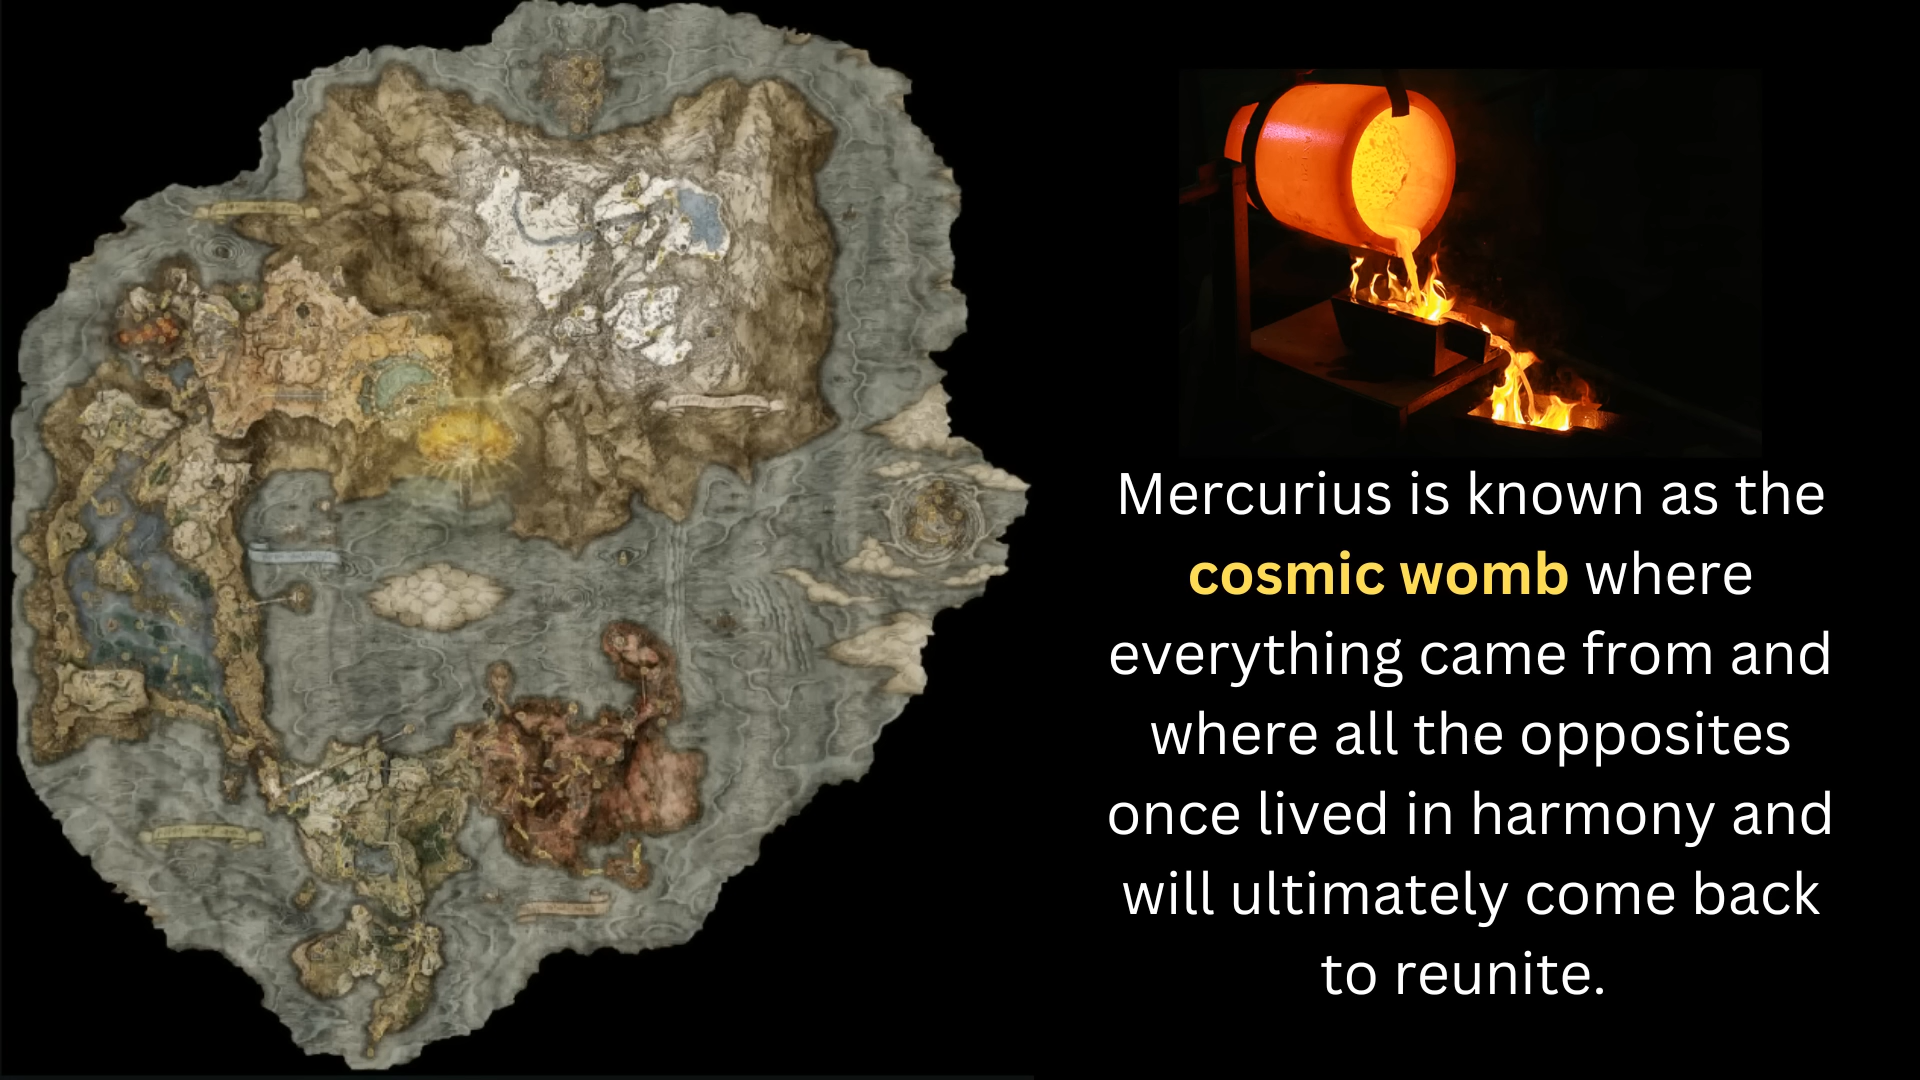 Mercurius is known as the
cosmic womb where
everything came from and
where all the opposites
once lived in harmony and
will ultimately come back
to reunite.